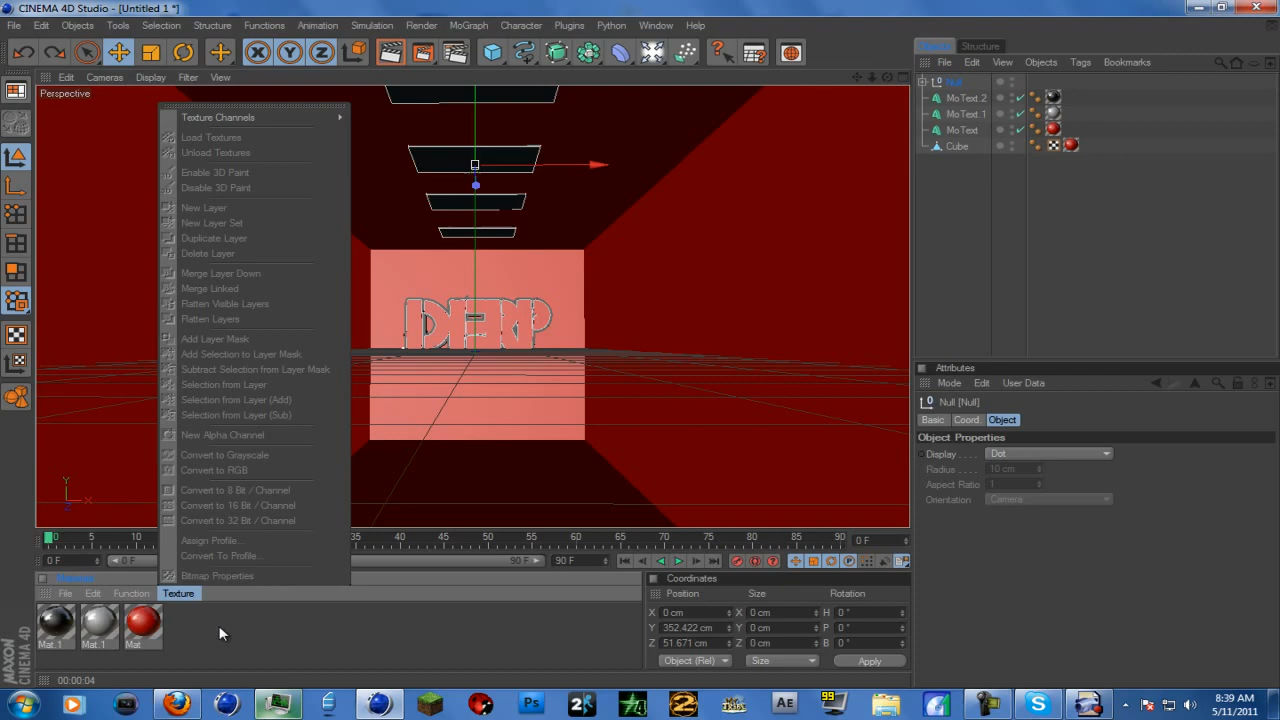 CINEMA 4D Studio - [Untitled 1 *]
File Edit Objects Tools Selection Structure Functions Animation Simulation Render MoGraph Character Plugins Python Window Help
Edit Cameras Display Filter View
Perspective
Texture Channels
Load Textures
Unload Textures
Enable 3D Paint
Disable 3D Paint
New Layer
New Layer Set
Duplicate Layer
Delete Layer
Merge Layer Down
Merge Linked
Flatten Visible Layers
Flatten Layers
Add Layer Mask
Add Selection to Layer Mask
Subtract Selection from Layer Mask
Selection from Layer
Selection from Layer (Add)
Selection from Layer (Sub)
New Alpha Channel
Convert to Grayscale
Convert to RGB
Convert to 8 Bit / Channel
Convert to 16 Bit / Channel
Convert to 32 Bit / Channel
Assign Profile...
Convert To Profile...
Bitmap Properties
DERP
Y
X
Z
0 5 10 35 40 45 50 55 60 65 70 75 80 85 90 0 F
0 F 0 F 90 F 90 F
File Edit Function Texture
Mat.1 Mat.1 Mat
00:00:04
MAXON
CINEMA 4D
Coordinates
Position Size Rotation
X 0 cm X 0 cm H 0 °
Y 352.422 cm Y 0 cm P 0 °
Z 51.671 cm Z 0 cm B 0 °
Object (Rel) Size Apply
Objects Structure
File Edit View Objects Tags Bookmarks
Null
MoText.2
MoText.1
MoText
Cube
Attributes
Mode Edit User Data
Null [Null]
Basic Coord. Object
Object Properties
Display . . . . Dot
Radius . . . . 10 cm
Aspect Ratio 1
Orientation Camera
Ps
2
AE
99
8:39 AM
5/11/2011